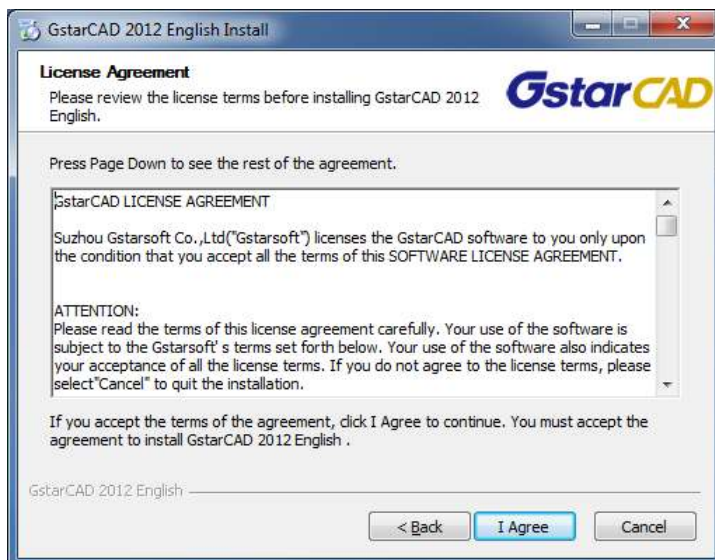 GstarCAD 2012 English Install
License Agreement
Please review the license terms before installing GstarCAD 2012
English.
GstarCAD
Press Page Down to see the rest of the agreement.
GstarCAD LICENSE AGREEMENT
Suzhou Gstarsoft Co.,Ltd("Gstarsoft") licenses the GstarCAD software to you only upon
the condition that you accept all the terms of this SOFTWARE LICENSE AGREEMENT.
ATTENTION:
Please read the terms of this license agreement carefully. Your use of the software is
subject to the Gstarsoft' s terms set forth below. Your use of the software also indicates
your acceptance of all the license terms. If you do not agree to the license terms, please
select"Cancel" to quit the installation.
If you accept the terms of the agreement, click I Agree to continue. You must accept the
agreement to install GstarCAD 2012 English .
GstarCAD 2012 English
< Back
I Agree
Cancel